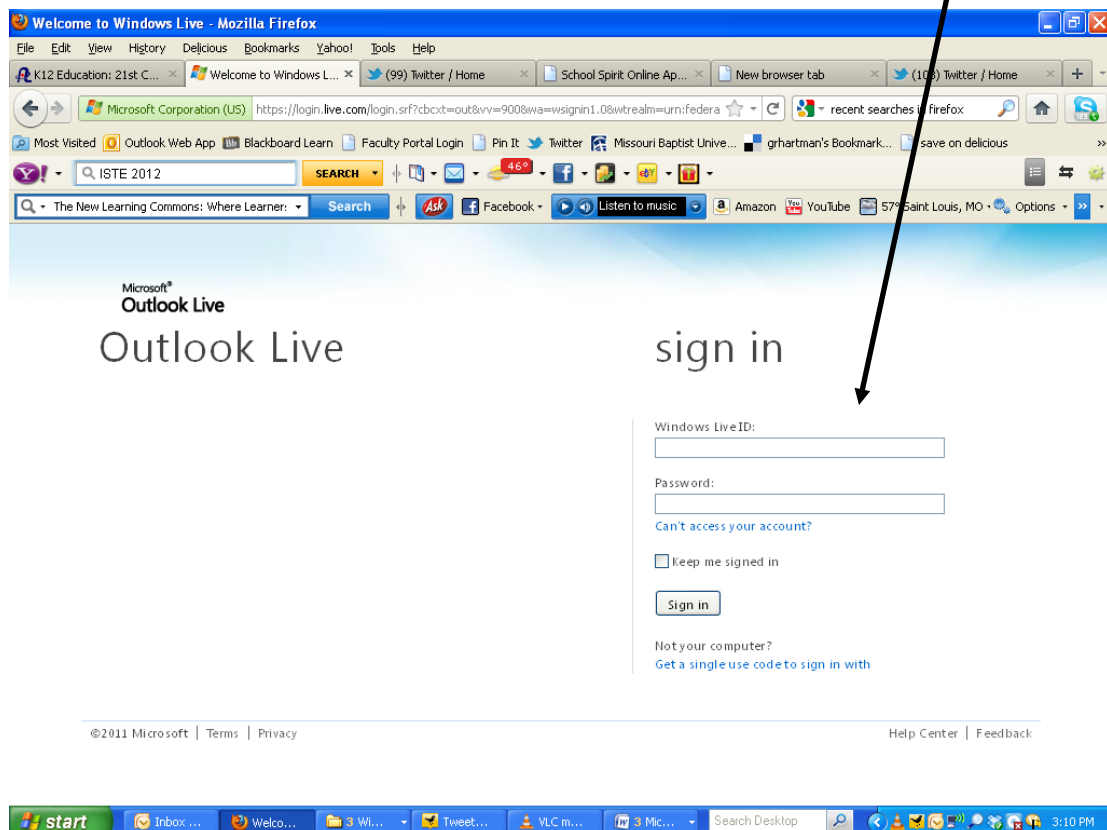 Welcome to Windows Live - Mozilla Firefox
File Edit View History Delicious Bookmarks Yahoo! Tools Help
K12 Education: 21st C... Welcome to Windows L... (99) Twitter / Home School Spirit Online Ap... New browser tab Twitter / Home
Microsoft Corporation (US) https://login.live.com/login.srf?cbcxt=out&vv=900&wa=wsignin1.0&wtrealm=urn:federa recent searches in firefox
Most Visited Outlook Web App Blackboard Learn Faculty Portal Login Pin It Twitter Missouri Baptist Unive... grhartman's Bookmark... save on delicious »
Y! ISTE 2012 SEARCH 46°
The New Learning Commons: Where Learner: Search Ask Facebook Listen to music Amazon YouTube 57° Saint Louis, MO Options »
Microsoft®
Outlook Live
Outlook Live sign in
Windows Live ID:
Password:
Can't access your account?
Keep me signed in
Sign in
Not your computer?
Get a single use code to sign in with
©2011 Microsoft | Terms | Privacy Help Center | Feedback
start Inbox ... Welco... 3 Wi... Tweet... VLC m... 3 Mic... Search Desktop 3:10 PM